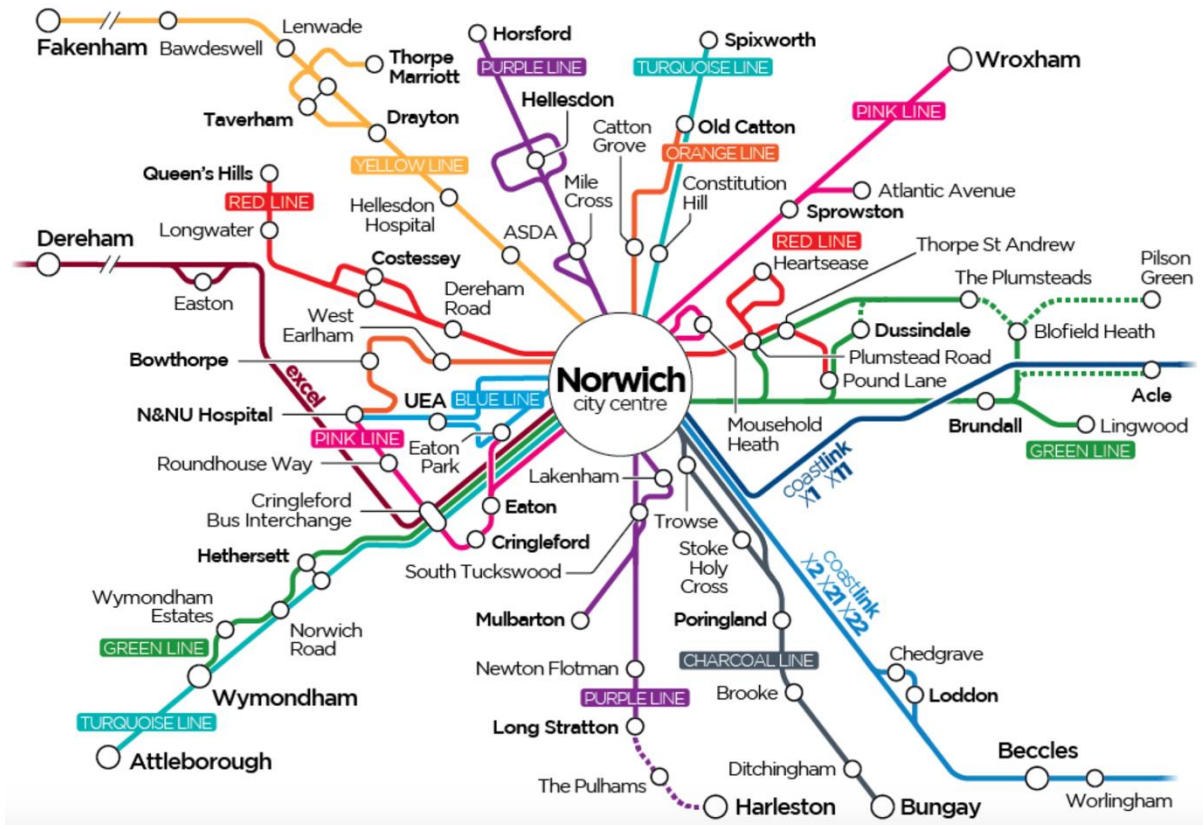 Fakenham
Bawdeswell
Lenwade
Thorpe
Marriott
Taverham
Drayton
YELLOW LINE
Hellesdon
Hospital
ASDA
Horsford
PURPLE LINE
Hellesdon
Mile
Cross
Spixworth
TURQUOISE LINE
Catton
Grove
Old Catton
ORANGE LINE
Constitution
Hill
Wroxham
PINK LINE
Atlantic Avenue
Sprowston
Queen's Hills
RED LINE
Longwater
Costessey
Dereham
Road
Dereham
Easton
West
Earlham
Bowthorpe
excel
N&NU Hospital
UEA
BLUE LINE
PINK LINE
Eaton
Park
Roundhouse Way
Cringleford
Bus Interchange
Eaton
Cringleford
Norwich
city centre
RED LINE
Heartsease
Thorpe St Andrew
The Plumsteads
Pilson
Green
Dussindale
Blofield Heath
Plumstead Road
Pound Lane
Mousehold
Heath
Acle
Brundall
Lingwood
GREEN LINE
coastlink
X1 X11
Lakenham
Trowse
South Tuckswood
Stoke
Holy
Cross
Hethersett
Wymondham
Estates
Norwich
Road
GREEN LINE
Wymondham
TURQUOISE LINE
Attleborough
Mulbarton
Newton Flotman
PURPLE LINE
Long Stratton
The Pulhams
Harleston
Poringland
CHARCOAL LINE
Brooke
Ditchingham
Bungay
coastlink
X2 X21 X22
Chedgrave
Loddon
Beccles
Worlingham